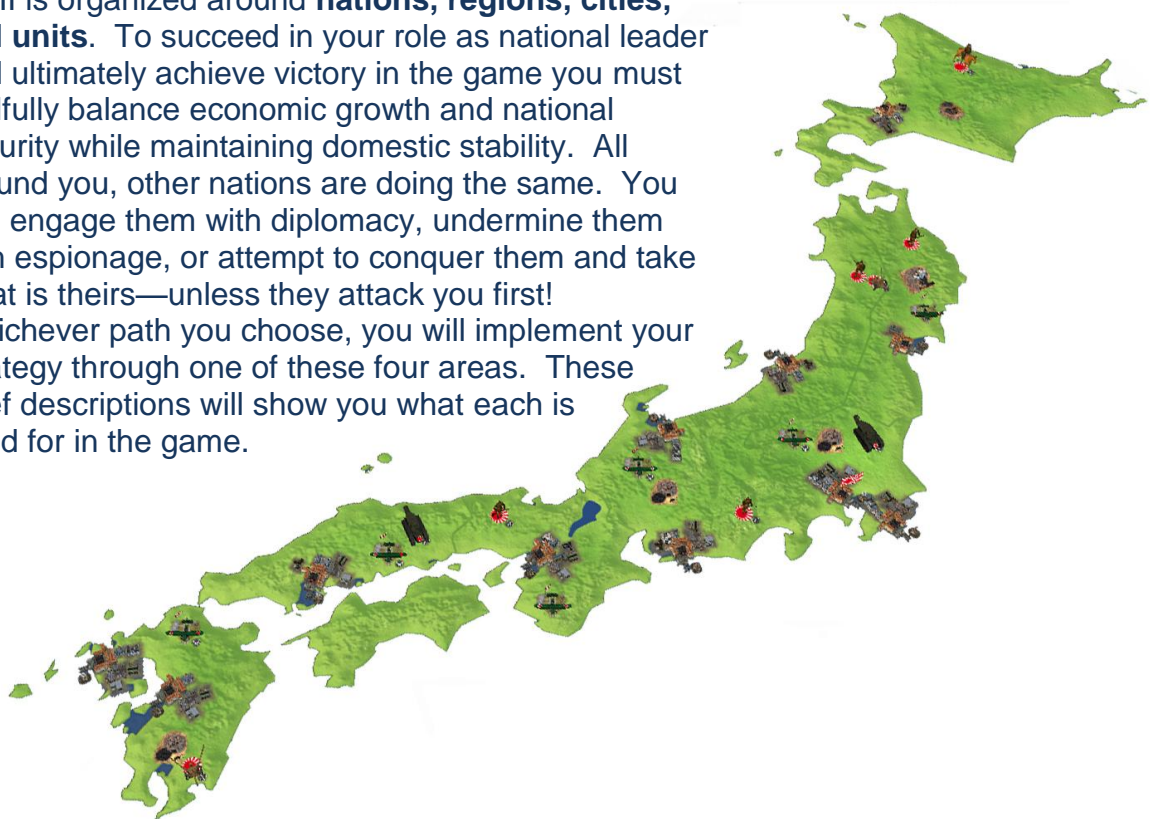 is organized around nations, regions, cities,
units. To succeed in your role as national leader
ultimately achieve victory in the game you must
fully balance economic growth and national
urity while maintaining domestic stability. All
und you, other nations are doing the same. You
engage them with diplomacy, undermine them
espionage, or attempt to conquer them and take
at is theirs—unless they attack you first!
ichever path you choose, you will implement your
ategy through one of these four areas. These
ef descriptions will show you what each is
d for in the game.